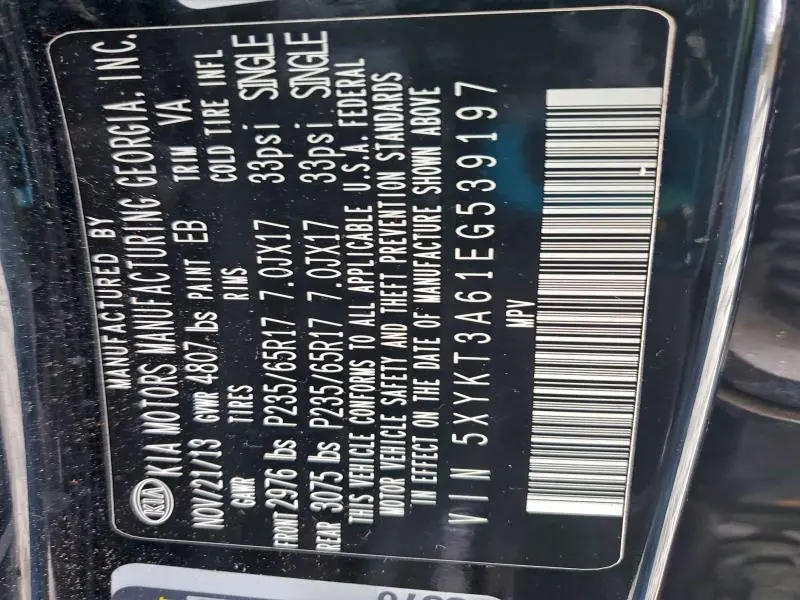 MANUFACTURED BY
KIA KIA MOTORS MANUFACTURING GEORGIA, INC.
NOV/21/13 GVWR 4807 lbs PAINT EB TRIM VA
GAWR TIRES RIMS COLD TIRE INFL
FRONT 2976 lbs P235/65R17 7.0JX17 33psi SINGLE
REAR 3075 lbs P235/65R17 7.0JX17 33psi SINGLE
THIS VEHICLE CONFORMS TO ALL APPLICABLE U.S.A. FEDERAL
MOTOR VEHICLE SAFETY AND THEFT PREVENTION STANDARDS
IN EFFECT ON THE DATE OF MANUFACTURE SHOWN ABOVE
VIN 5XYKT3A61EG539197
MPV